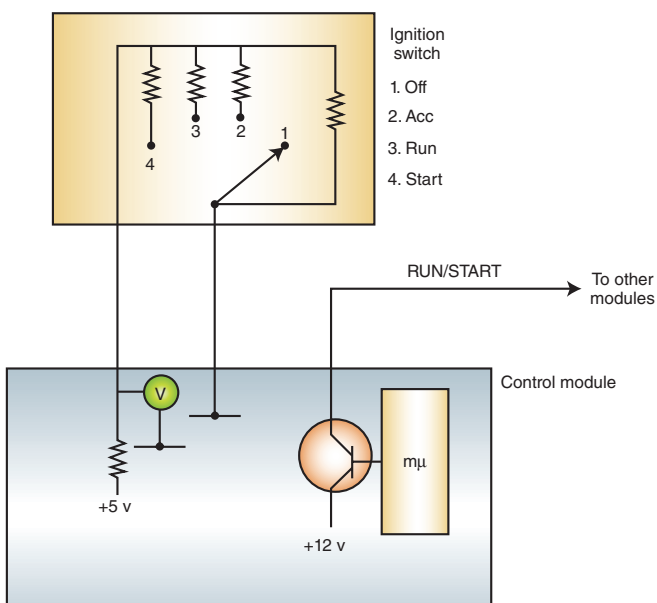 Ignition
switch
1. Off
2. Acc
3. Run
4. Start
3
2
1
4
RUN/START
To other
modules
Control module
V
mμ
+5 v
+12 v